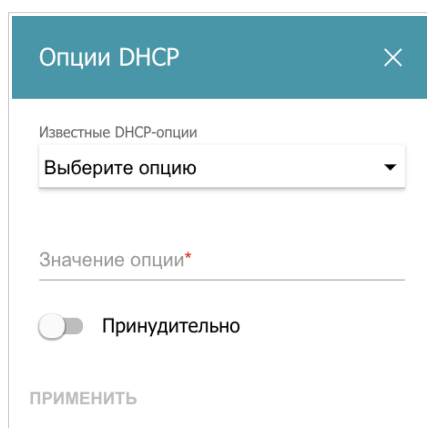 Опции DHCP
Известные DHCP-опции
Выберите опцию
Значение опции*
Принудительно
ПРИМЕНИТЬ